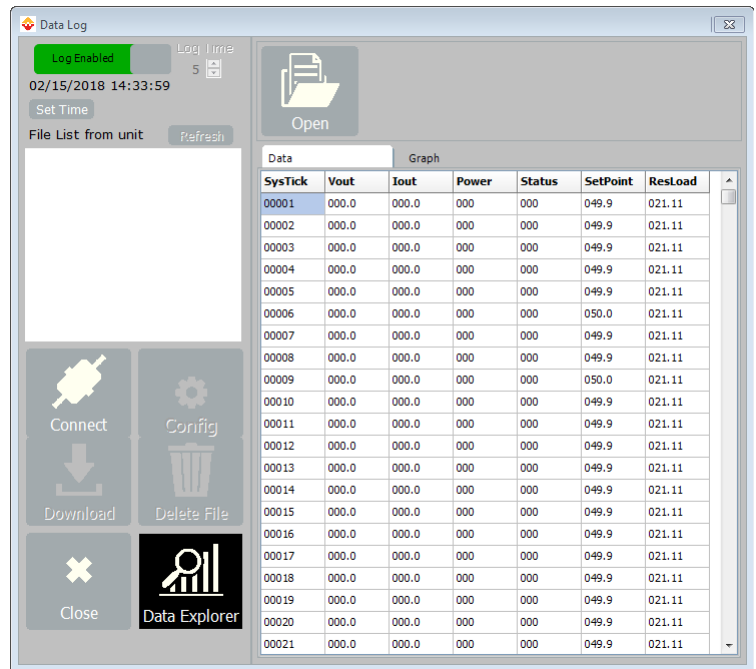 Data Log
Log Enabled
Log Time
5
02/15/2018 14:33:59
Set Time
File List from unit
Refresh
Connect
Config
Download
Delete File
Close
Data Explorer
Open
Data Graph
SysTick Vout Iout Power Status SetPoint ResLoad
00001 000.0 000.0 000 000 049.9 021.11
00002 000.0 000.0 000 000 049.9 021.11
00003 000.0 000.0 000 000 049.9 021.11
00004 000.0 000.0 000 000 049.9 021.11
00005 000.0 000.0 000 000 049.9 021.11
00006 000.0 000.0 000 000 050.0 021.11
00007 000.0 000.0 000 000 049.9 021.11
00008 000.0 000.0 000 000 049.9 021.11
00009 000.0 000.0 000 000 050.0 021.11
00010 000.0 000.0 000 000 049.9 021.11
00011 000.0 000.0 000 000 049.9 021.11
00012 000.0 000.0 000 000 049.9 021.11
00013 000.0 000.0 000 000 049.9 021.11
00014 000.0 000.0 000 000 049.9 021.11
00015 000.0 000.0 000 000 049.9 021.11
00016 000.0 000.0 000 000 049.9 021.11
00017 000.0 000.0 000 000 049.9 021.11
00018 000.0 000.0 000 000 049.9 021.11
00019 000.0 000.0 000 000 049.9 021.11
00020 000.0 000.0 000 000 049.9 021.11
00021 000.0 000.0 000 000 049.9 021.11